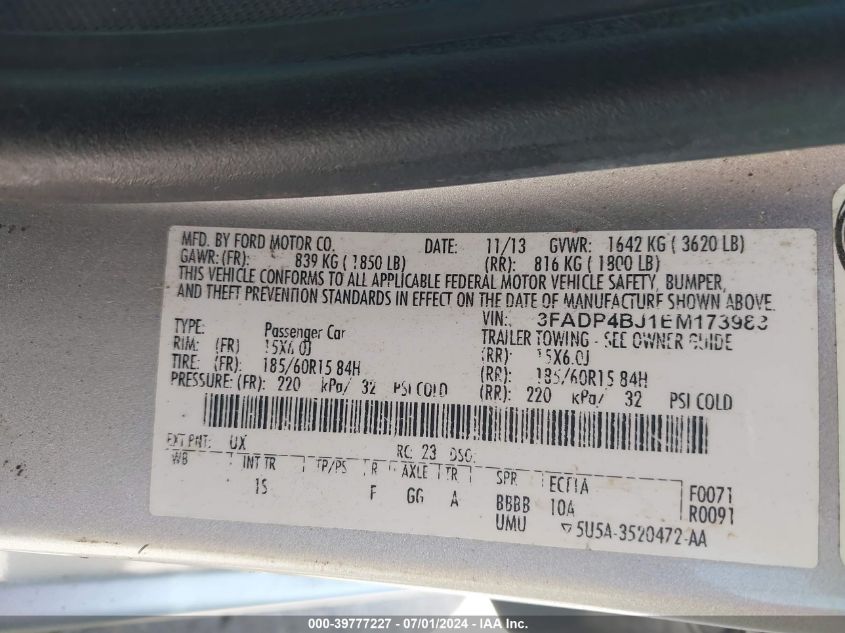 MFD. BY FORD MOTOR CO. DATE: 11/13 GVWR: 1642 KG ( 3620 LB)
GAWR: (FR): 839 KG ( 1850 LB) (RR): 816 KG ( 1800 LB)
THIS VEHICLE CONFORMS TO ALL APPLICABLE FEDERAL MOTOR VEHICLE SAFETY, BUMPER,
AND THEFT PREVENTION STANDARDS IN EFFECT ON THE DATE OF MANUFACTURE SHOWN ABOVE.
VIN: 3FADP4BJ1EM173983
TYPE: Passenger Car TRAILER TOWING - SEE OWNER GUIDE
RIM: (FR) 15X6.0J (RR): 15X6.0J
TIRE: (FR): 185/60R15 84H (RR): 185/60R15 84H
PRESSURE: (FR): 220 kPa/ 32 PSI COLD (RR): 220 kPa/ 32 PSI COLD
EXT PNT: UX RC: 23 DSO:
WB INT TR TP/PS R AXLE TR SPR ECF1A F0071
1S F GG A BBBB 10A R0091
UMU 5U5A-3520472-AA
000-39777227 - 07/01/2024 - IAA Inc.